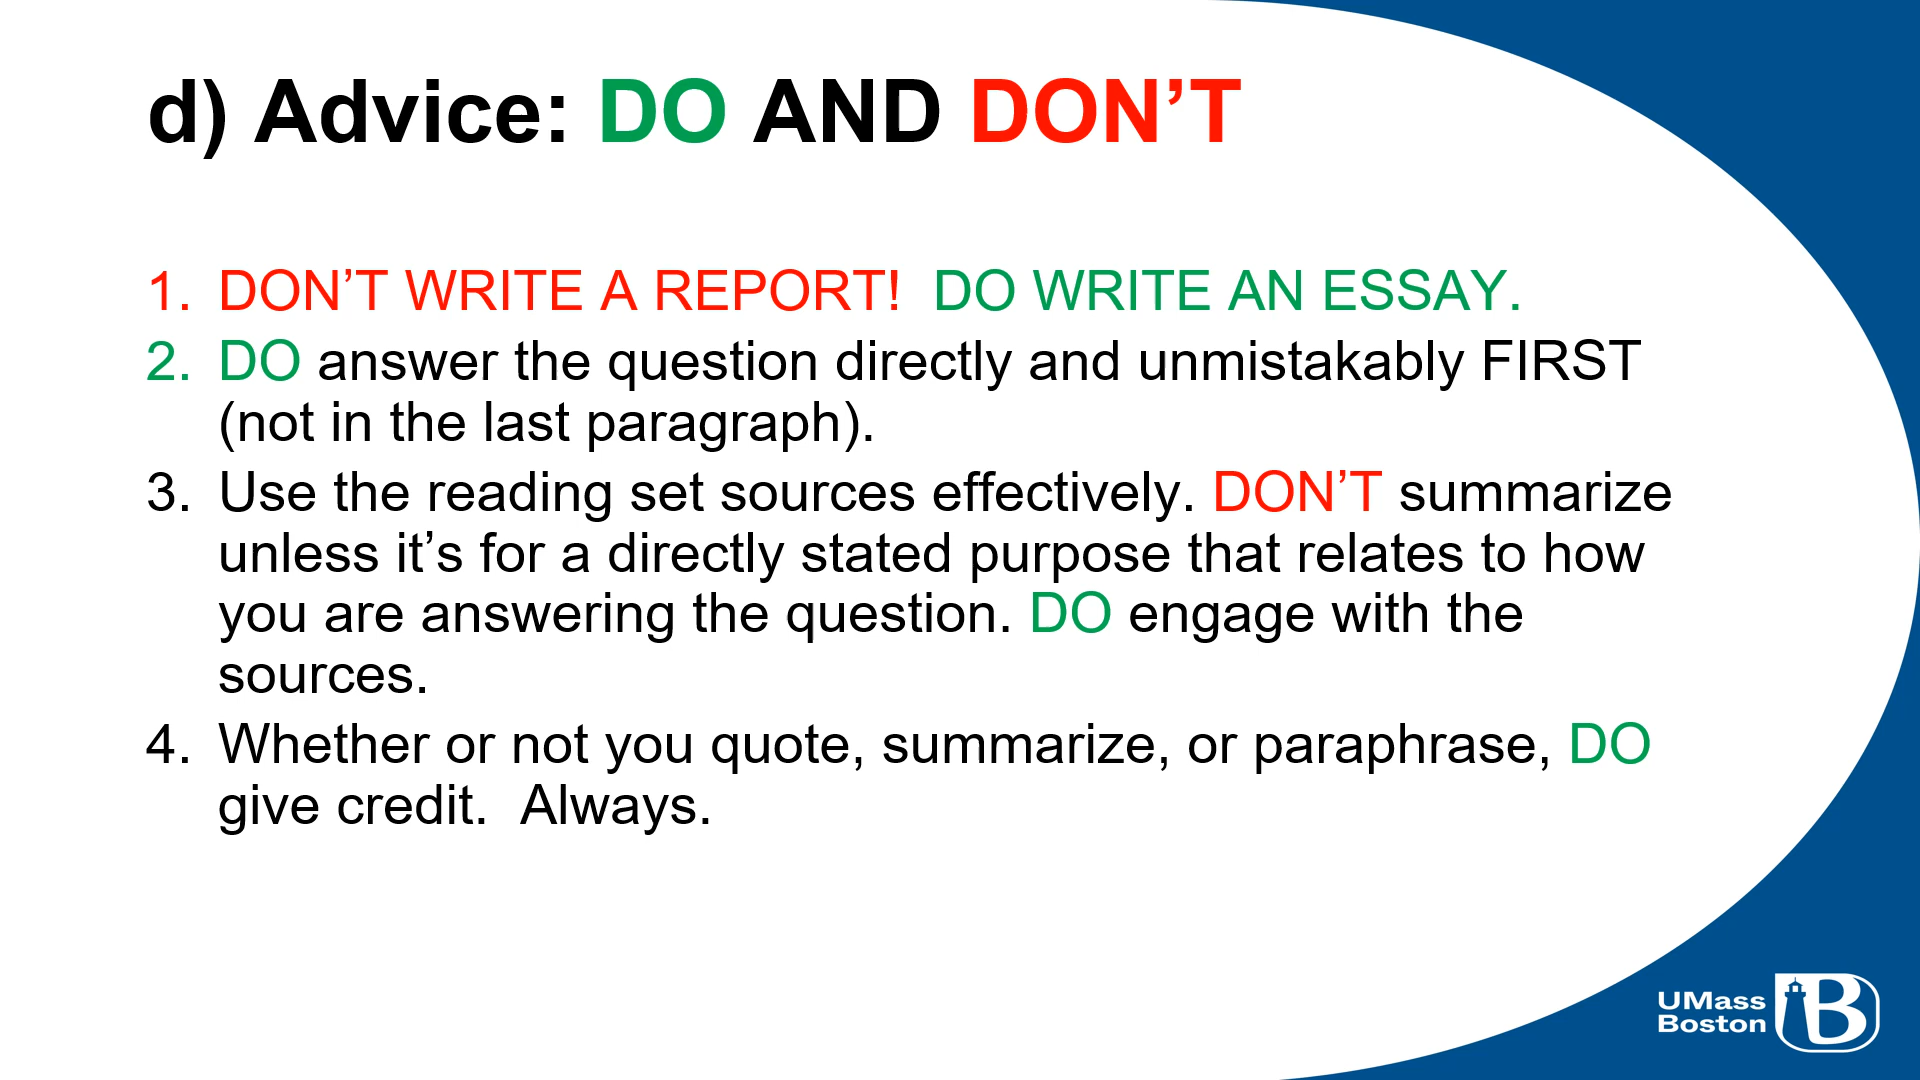 d) Advice: DO AND DON’T
1. DON’T WRITE A REPORT!  DO WRITE AN ESSAY.
2. DO answer the question directly and unmistakably FIRST
(not in the last paragraph).
3. Use the reading set sources effectively. DON’T summarize
unless it’s for a directly stated purpose that relates to how
you are answering the question. DO engage with the
sources.
4. Whether or not you quote, summarize, or paraphrase, DO
give credit.  Always.
UMass
Boston
B